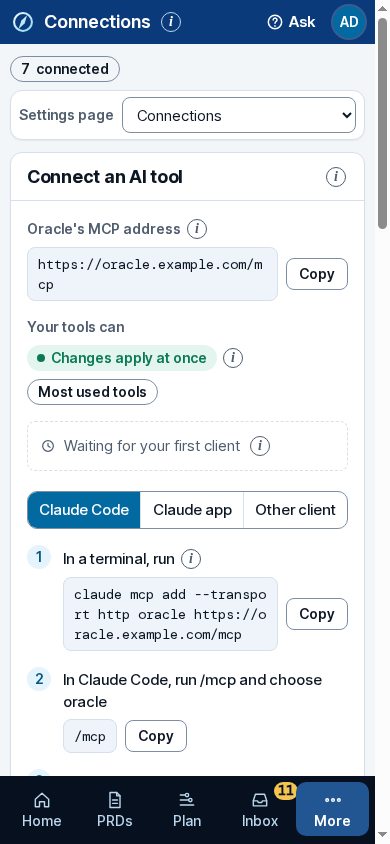 Connections i
Ask AD
7 connected
Settings page Connections
Connect an AI tool i
Oracle's MCP address i
https://oracle.example.com/m
cp
Copy
Your tools can
Changes apply at once i
Most used tools
Waiting for your first client i
Claude Code Claude app Other client
1 In a terminal, run i
claude mcp add --transpo
rt http oracle https://o
racle.example.com/mcp
Copy
2 In Claude Code, run /mcp and choose
oracle
/mcp Copy
11
Home PRDs Plan Inbox More